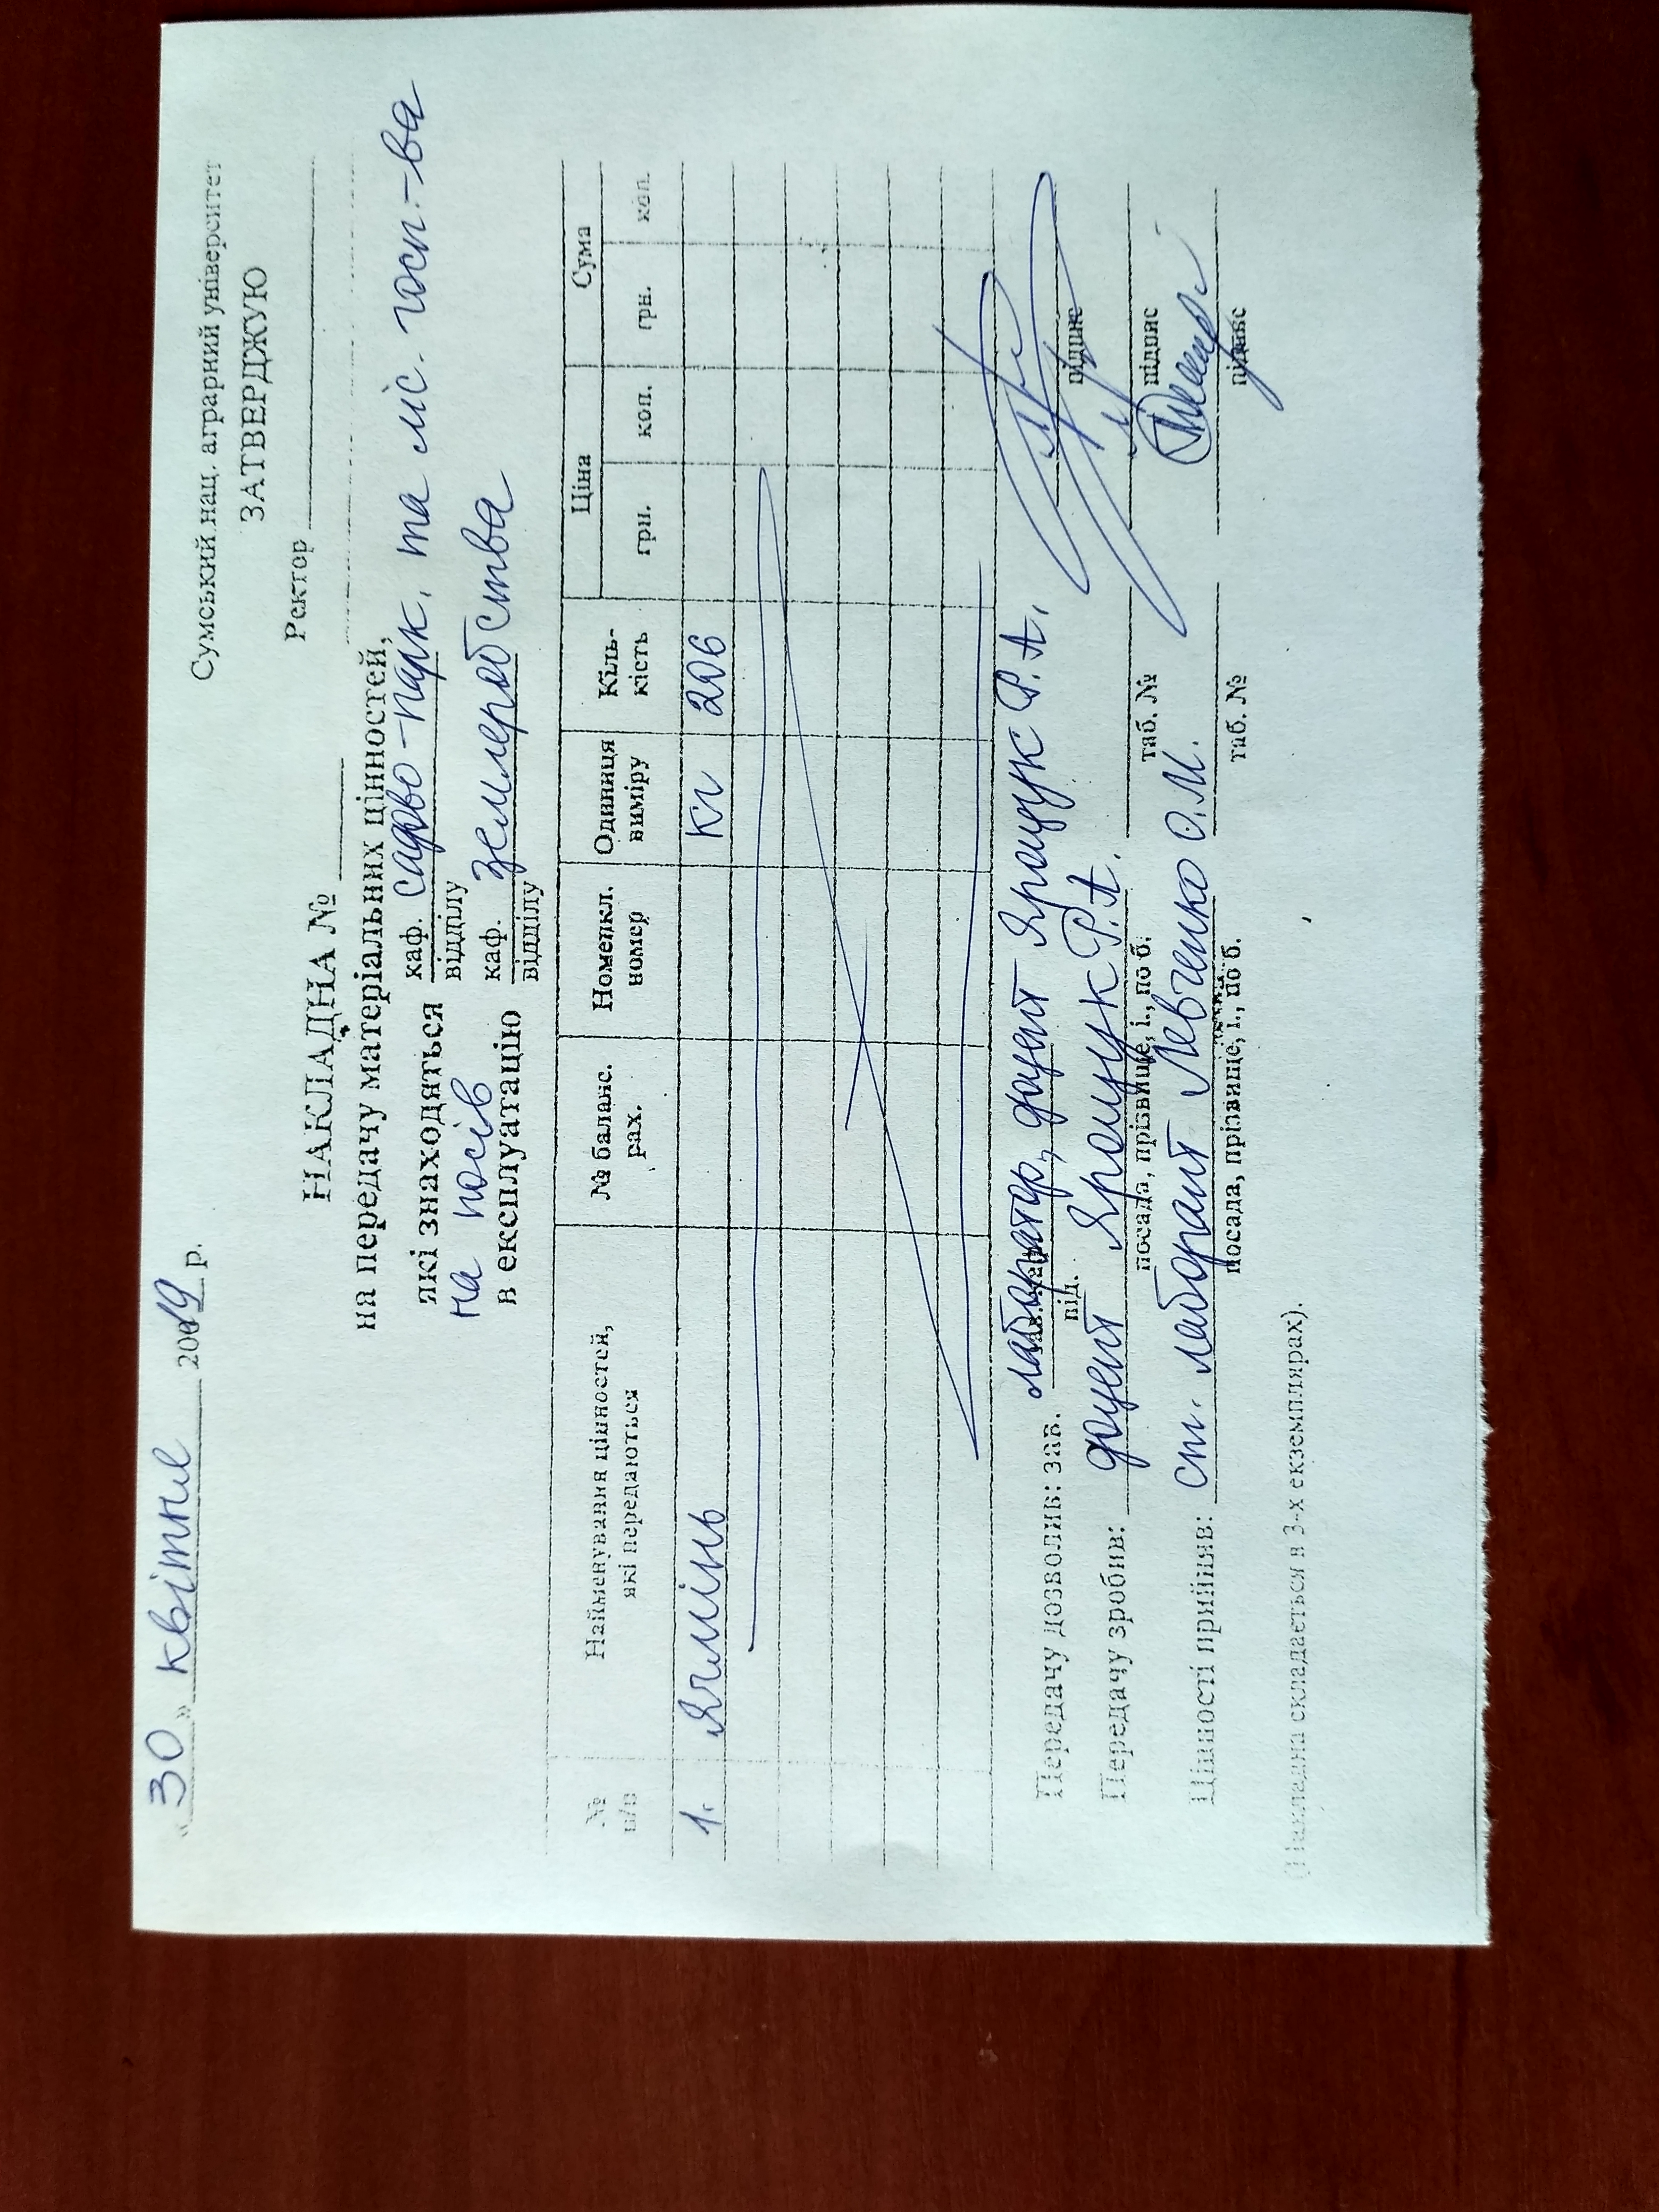 «30» квітня 2019 р.
Сумський нац. аграрний університет
ЗАТВЕРДЖУЮ
Ректор
НАКЛАДНА №
на передачу матеріальних цінностей,
які знаходяться каф. садово-парк. та ліс. госп-ва
відділу
на посів
в експлуатацію каф. землеробства
відділу
№ п/п Найменування цінностей, які передаються № баланс. рах. Номенкл. номер Одиниця виміру Кіль-кість Ціна Сума
грн. коп. грн. коп.
1. Ячмінь кг 206
Передачу дозволив: зав. лаборатор., доцент Ярощук Р.А.
під. підпис
Передачу зробив: доцент Ярощук Р.А. таб. №
посада, прізвище, і., по б. підпис
Цінності прийняв: ст. лаборант Левченко О.М. таб. №
посада, прізвище, і., по б. підпис
(Накладна складається в 3-х екземплярах).